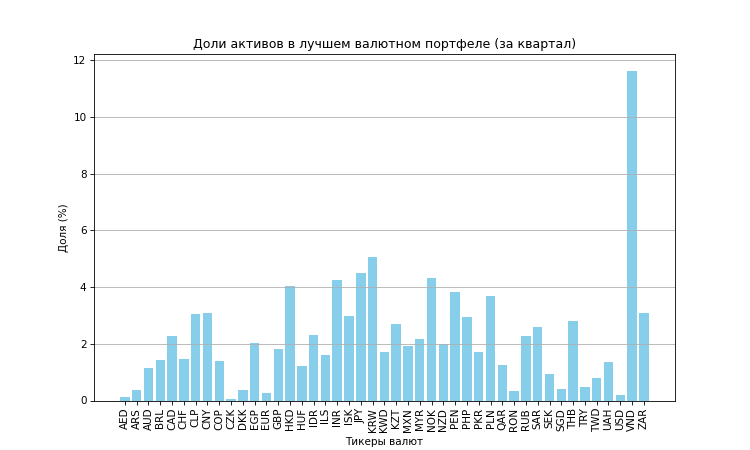 Доли активов в лучшем валютном портфеле (за квартал)
12
10
8
6
4
2
0
Доля (%)
AED ARS AUD BRL CAD CHF CLP CNY COP CZK DKK EGP EUR GBP HKD HUF IDR ILS INR ISK JPY KRW KWD KZT MXN MYR NOK NZD PEN PHP PKR PLN QAR RON RUB SAR SEK SGD THB TRY TWD UAH USD VND ZAR
Тикеры валют